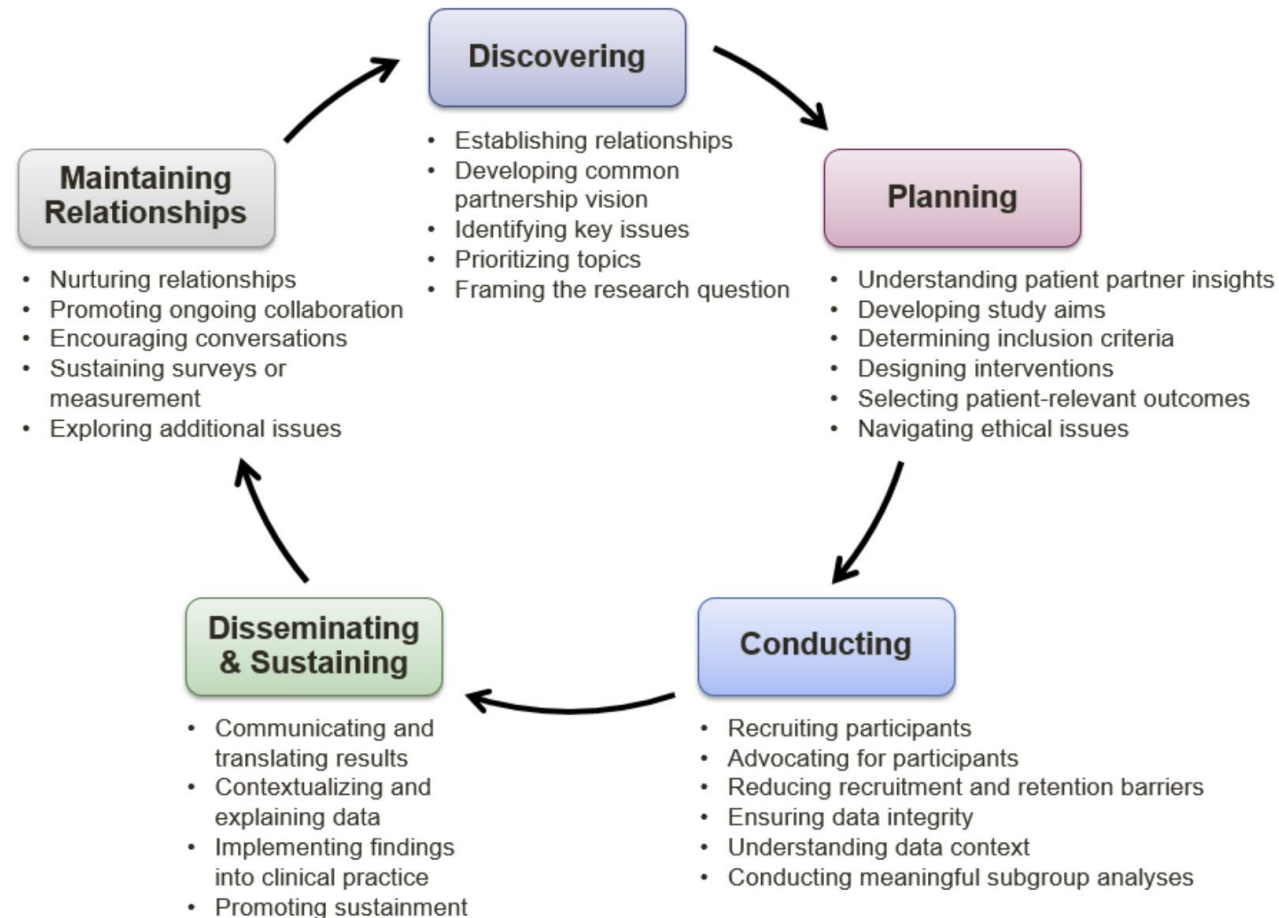 Discovering
• Establishing relationships
• Developing common
partnership vision
• Identifying key issues
• Prioritizing topics
• Framing the research question
Planning
• Understanding patient partner insights
• Developing study aims
• Determining inclusion criteria
• Designing interventions
• Selecting patient-relevant outcomes
• Navigating ethical issues
Conducting
• Recruiting participants
• Advocating for participants
• Reducing recruitment and retention barriers
• Ensuring data integrity
• Understanding data context
• Conducting meaningful subgroup analyses
Disseminating
& Sustaining
• Communicating and
translating results
• Contextualizing and
explaining data
• Implementing findings
into clinical practice
• Promoting sustainment
Maintaining
Relationships
• Nurturing relationships
• Promoting ongoing collaboration
• Encouraging conversations
• Sustaining surveys or
measurement
• Exploring additional issues